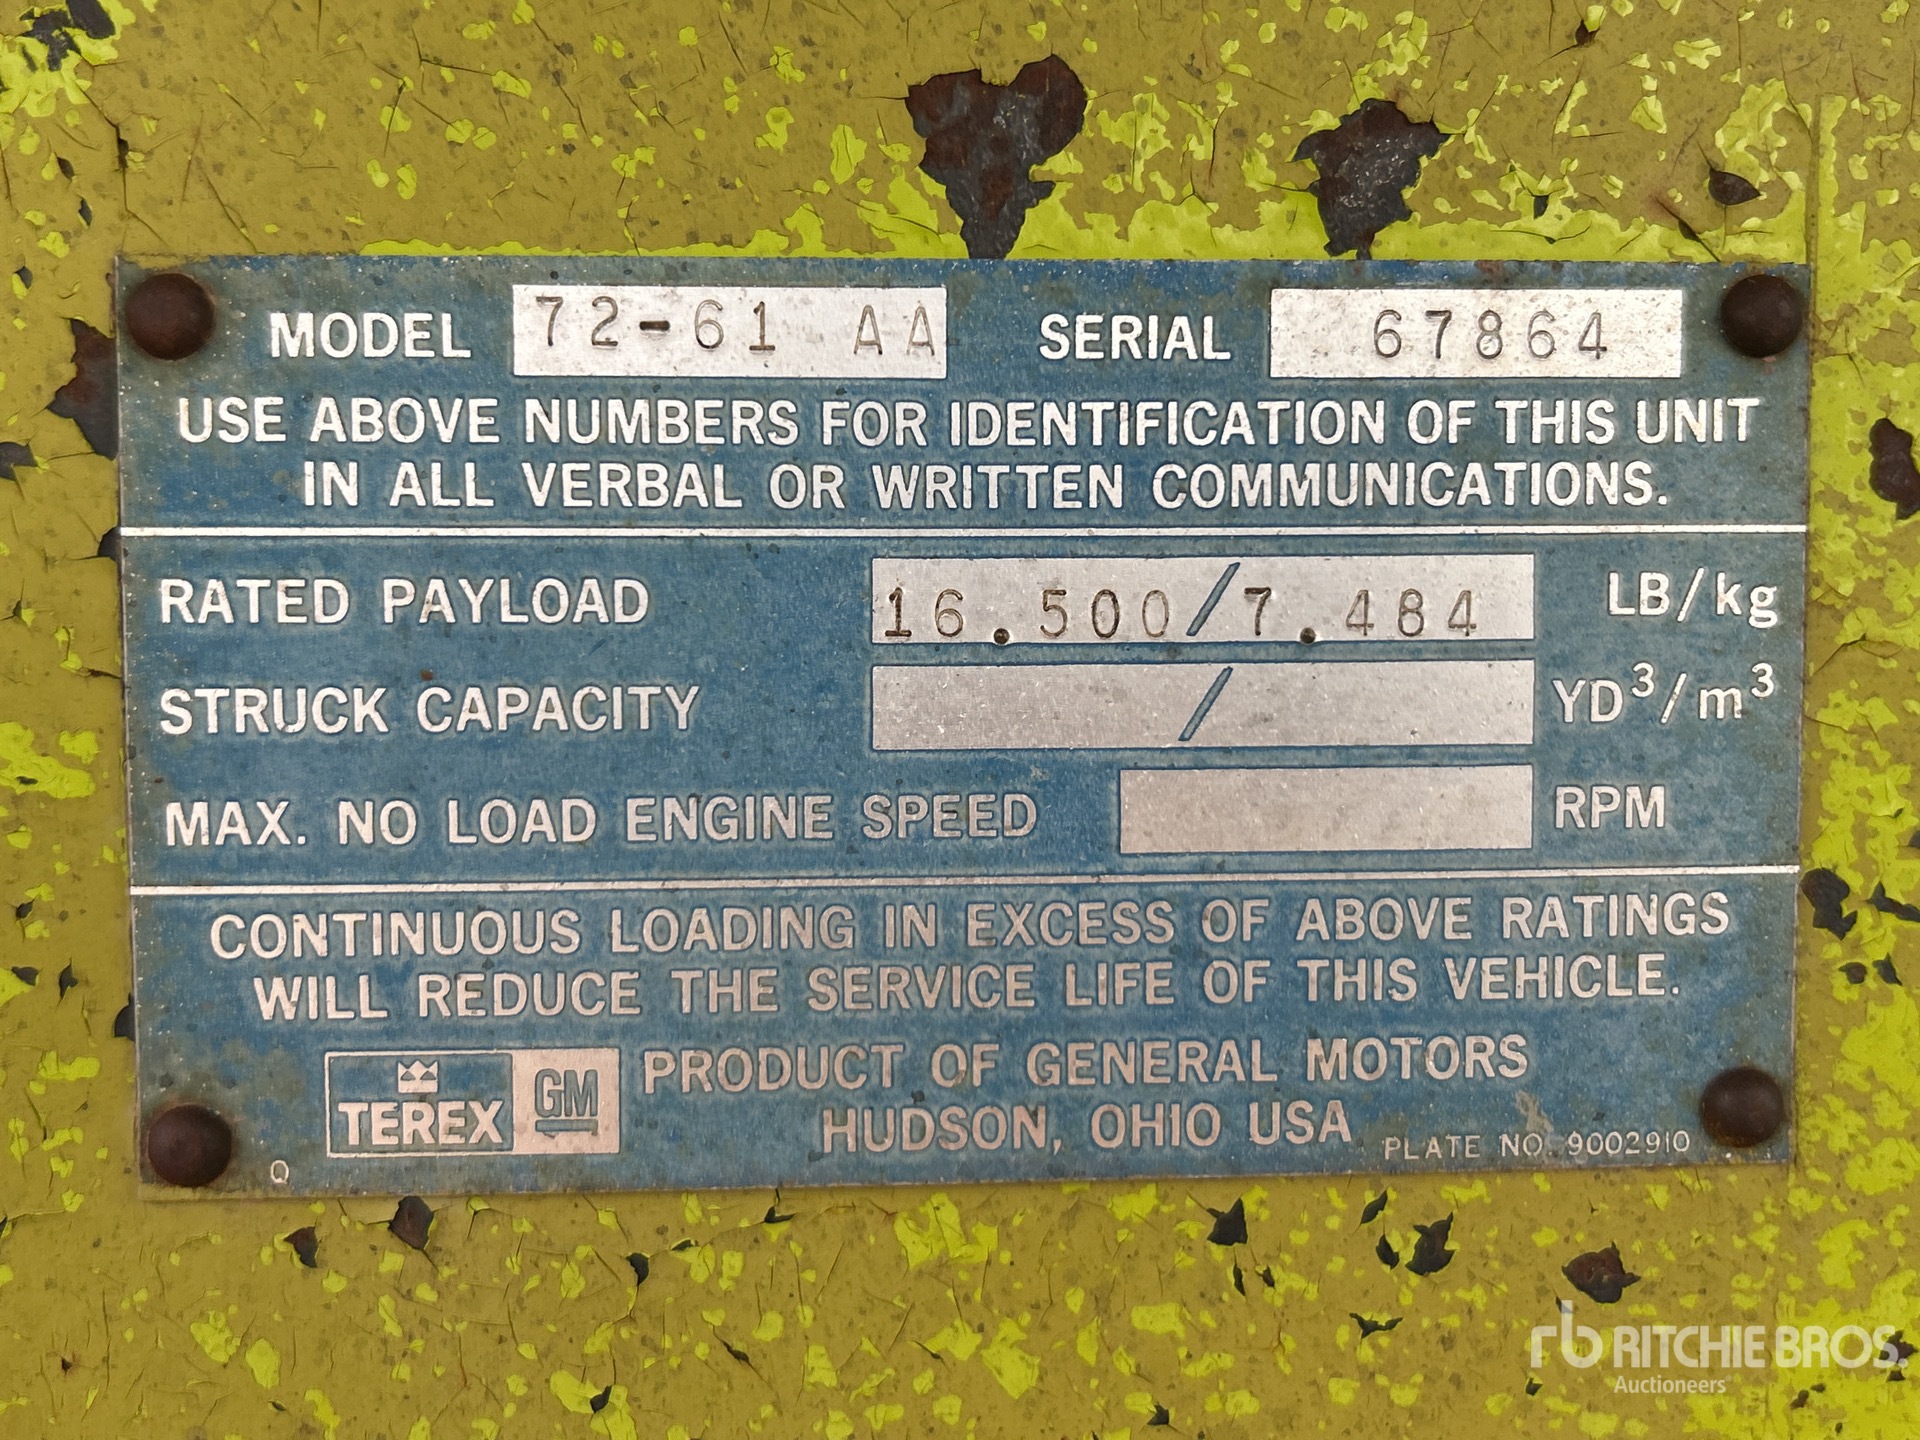 MODEL 72-61 AA SERIAL 67864
USE ABOVE NUMBERS FOR IDENTIFICATION OF THIS UNIT
IN ALL VERBAL OR WRITTEN COMMUNICATIONS.
RATED PAYLOAD 16.500/7.484 LB/kg
STRUCK CAPACITY / YD³/m³
MAX. NO LOAD ENGINE SPEED RPM
CONTINUOUS LOADING IN EXCESS OF ABOVE RATINGS
WILL REDUCE THE SERVICE LIFE OF THIS VEHICLE.
TEREX GM PRODUCT OF GENERAL MOTORS
HUDSON, OHIO USA
Q PLATE NO. 9002910
rb RITCHIE BROS.
Auctioneers